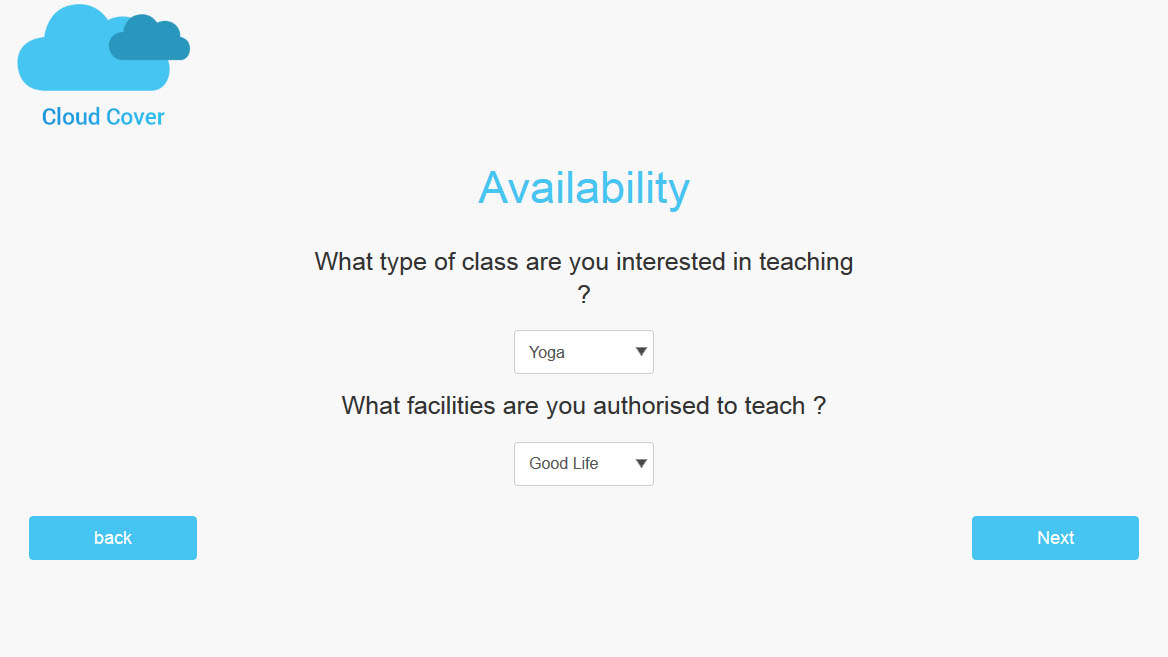 Cloud Cover
Availability
What type of class are you interested in teaching
?
Yoga
What facilities are you authorised to teach ?
Good Life
back
Next